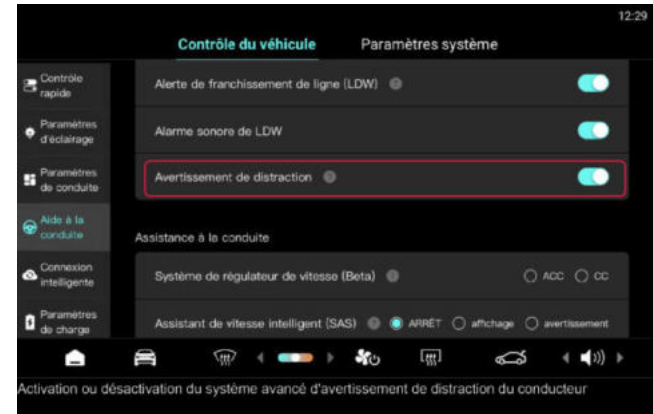 12:29
Contrôle du véhicule Paramètres système
Contrôle
rapide
Alerte de franchissement de ligne (LDW)
Paramètres
d'éclairage
Alarme sonore de LDW
Paramètres
de conduite
Avertissement de distraction
Aide à la
conduite
Assistance à la conduite
Connexion
intelligente
Système de régulateur de vitesse (Beta) ACC CC
Paramètres
de charge
Assistant de vitesse intelligent (SAS) ARRÊT affichage avertissement
Activation ou désactivation du système avancé d'avertissement de distraction du conducteur